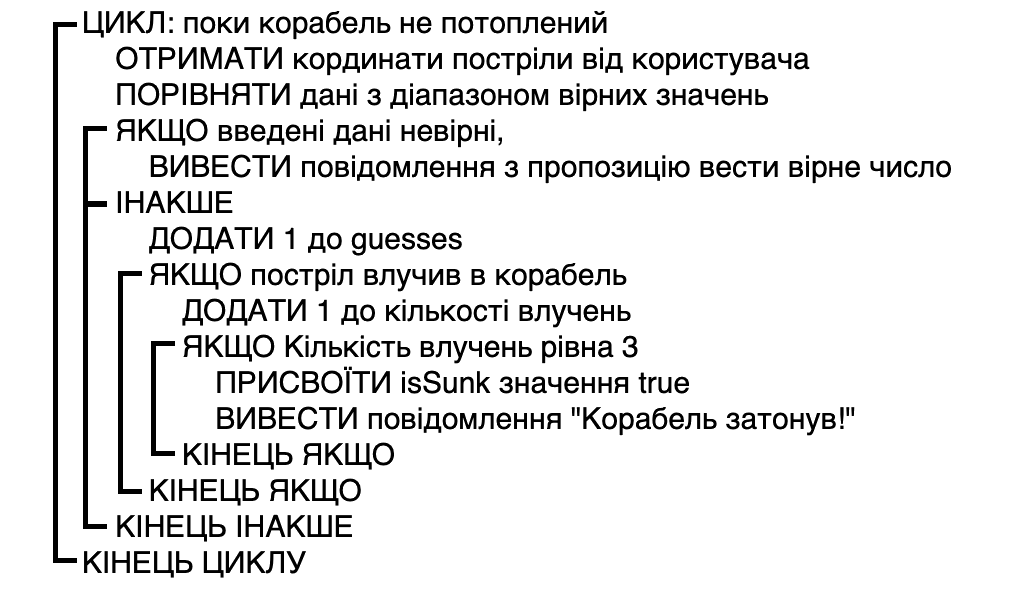 ЦИКЛ: поки корабель не потоплений
ОТРИМАТИ кординати постріли від користувача
ПОРІВНЯТИ дані з діапазоном вірних значень
ЯКЩО введені дані невірні,
ВИВЕСТИ повідомлення з пропозицію вести вірне число
ІНАКШЕ
ДОДАТИ 1 до guesses
ЯКЩО постріл влучив в корабель
ДОДАТИ 1 до кількості влучень
ЯКЩО Кількість влучень рівна 3
ПРИСВОЇТИ isSunk значення true
ВИВЕСТИ повідомлення "Корабель затонув!"
КІНЕЦЬ ЯКЩО
КІНЕЦЬ ЯКЩО
КІНЕЦЬ ІНАКШЕ
КІНЕЦЬ ЦИКЛУ